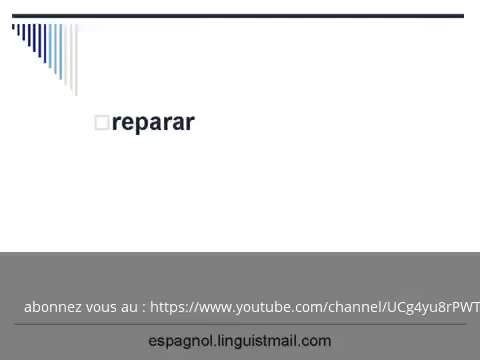 reparar
abonnez vous au : https://www.youtube.com/channel/UCg4yu8rPWT
espagnol.linguistmail.com